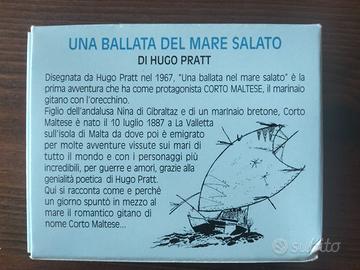 UNA BALLATA DEL MARE SALATO
DI HUGO PRATT
Disegnata da Hugo Pratt nel 1967, "Una ballata nel mare salato" è la
prima avventura che ha come protagonista CORTO MALTESE, il marinaio
gitano con l'orecchino.
Figlio dell'andalusa Nina di Gibraltaz e di un marinaio bretone, Corto
Maltese è nato il 10 luglio 1887 a La Valletta
sull'isola di Malta da dove poi è emigrato
per molte avventure vissute sui mari di
tutto il mondo e con i personaggi più
incredibili, per guerre e amori, grazie alla
genialità poetica di Hugo Pratt.
Qui si racconta come e perchè
un giorno spuntò in mezzo al
mare il romantico gitano di
nome Corto Maltese...
subito.it